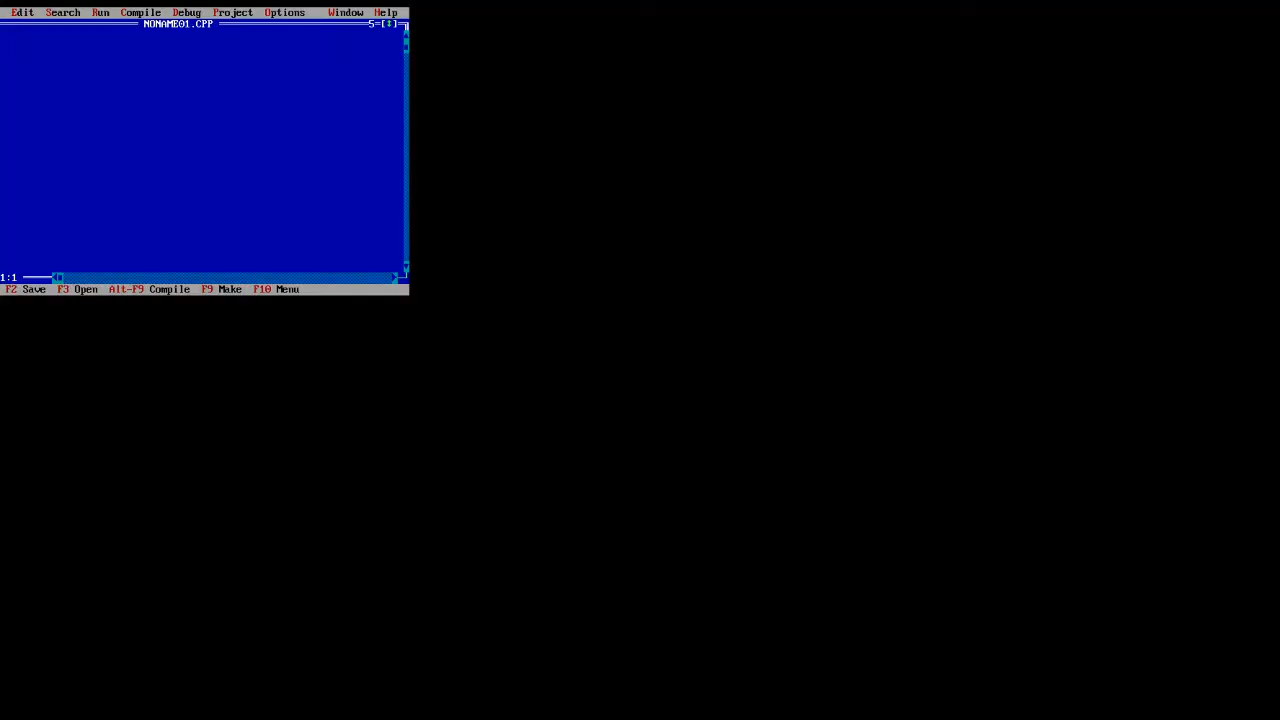 Edit Search Run Compile Debug Project Options Window Help
NONAME01.CPP 5=[↕]
1:1
F2 Save F3 Open Alt-F9 Compile F9 Make F10 Menu